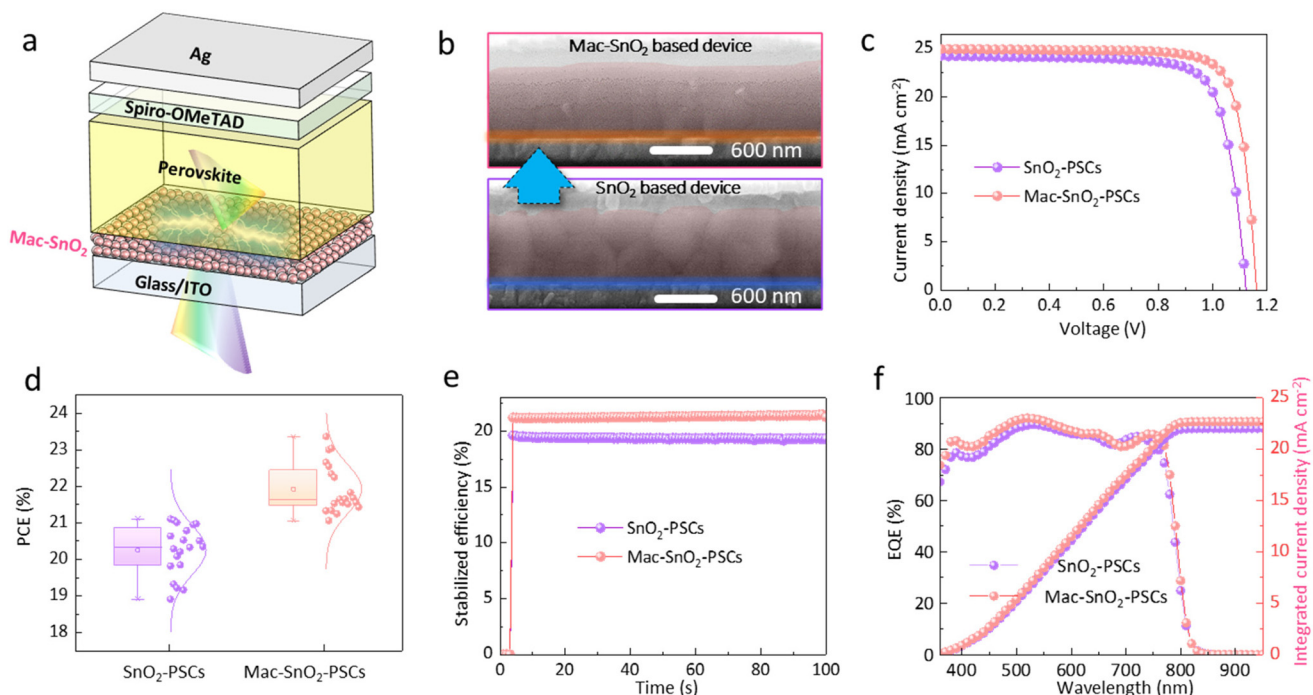 a
Ag
Spiro-OMeTAD
Perovskite
Mac-SnO₂
Glass/ITO
b
Mac-SnO₂ based device
600 nm
SnO₂ based device
600 nm
c
Current density (mA cm⁻²)
30
25
20
15
10
5
0
SnO₂-PSCs
Mac-SnO₂-PSCs
0.0 0.2 0.4 0.6 0.8 1.0 1.2
Voltage (V)
d
PCE (%)
24
23
22
21
20
19
18
SnO₂-PSCs Mac-SnO₂-PSCs
e
Stabilized efficiency (%)
20
15
10
5
0
SnO₂-PSCs
Mac-SnO₂-PSCs
0 20 40 60 80 100
Time (s)
f
EQE (%)
100
80
60
40
20
0
SnO₂-PSCs
Mac-SnO₂-PSCs
400 500 600 700 800 900
Wavelength (nm)
25
20
15
10
5
0
Integrated current density (mA cm⁻²)